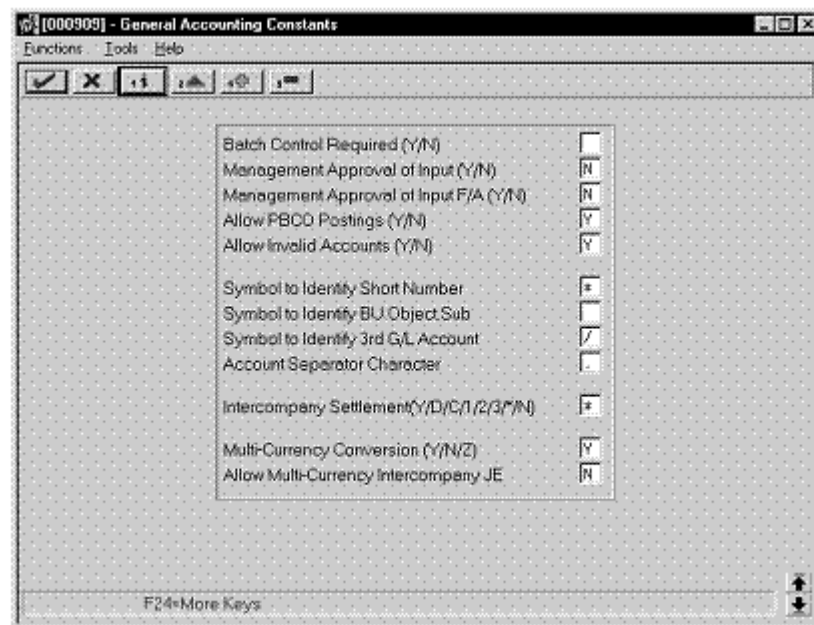 [000909] - General Accounting Constants
Functions Tools Help
Batch Control Required (Y/N)
Management Approval of Input (Y/N) N
Management Approval of Input F/A (Y/N) N
Allow PBCO Postings (Y/N) Y
Allow Invalid Accounts (Y/N) Y
Symbol to Identify Short Number *
Symbol to Identify BU.Object.Sub
Symbol to Identify 3rd G/L Account /
Account Separator Character .
Intercompany Settlement(Y/D/C/1/2/3/*/N) *
Multi-Currency Conversion (Y/N/Z) Y
Allow Multi-Currency Intercompany JE N
F24=More Keys